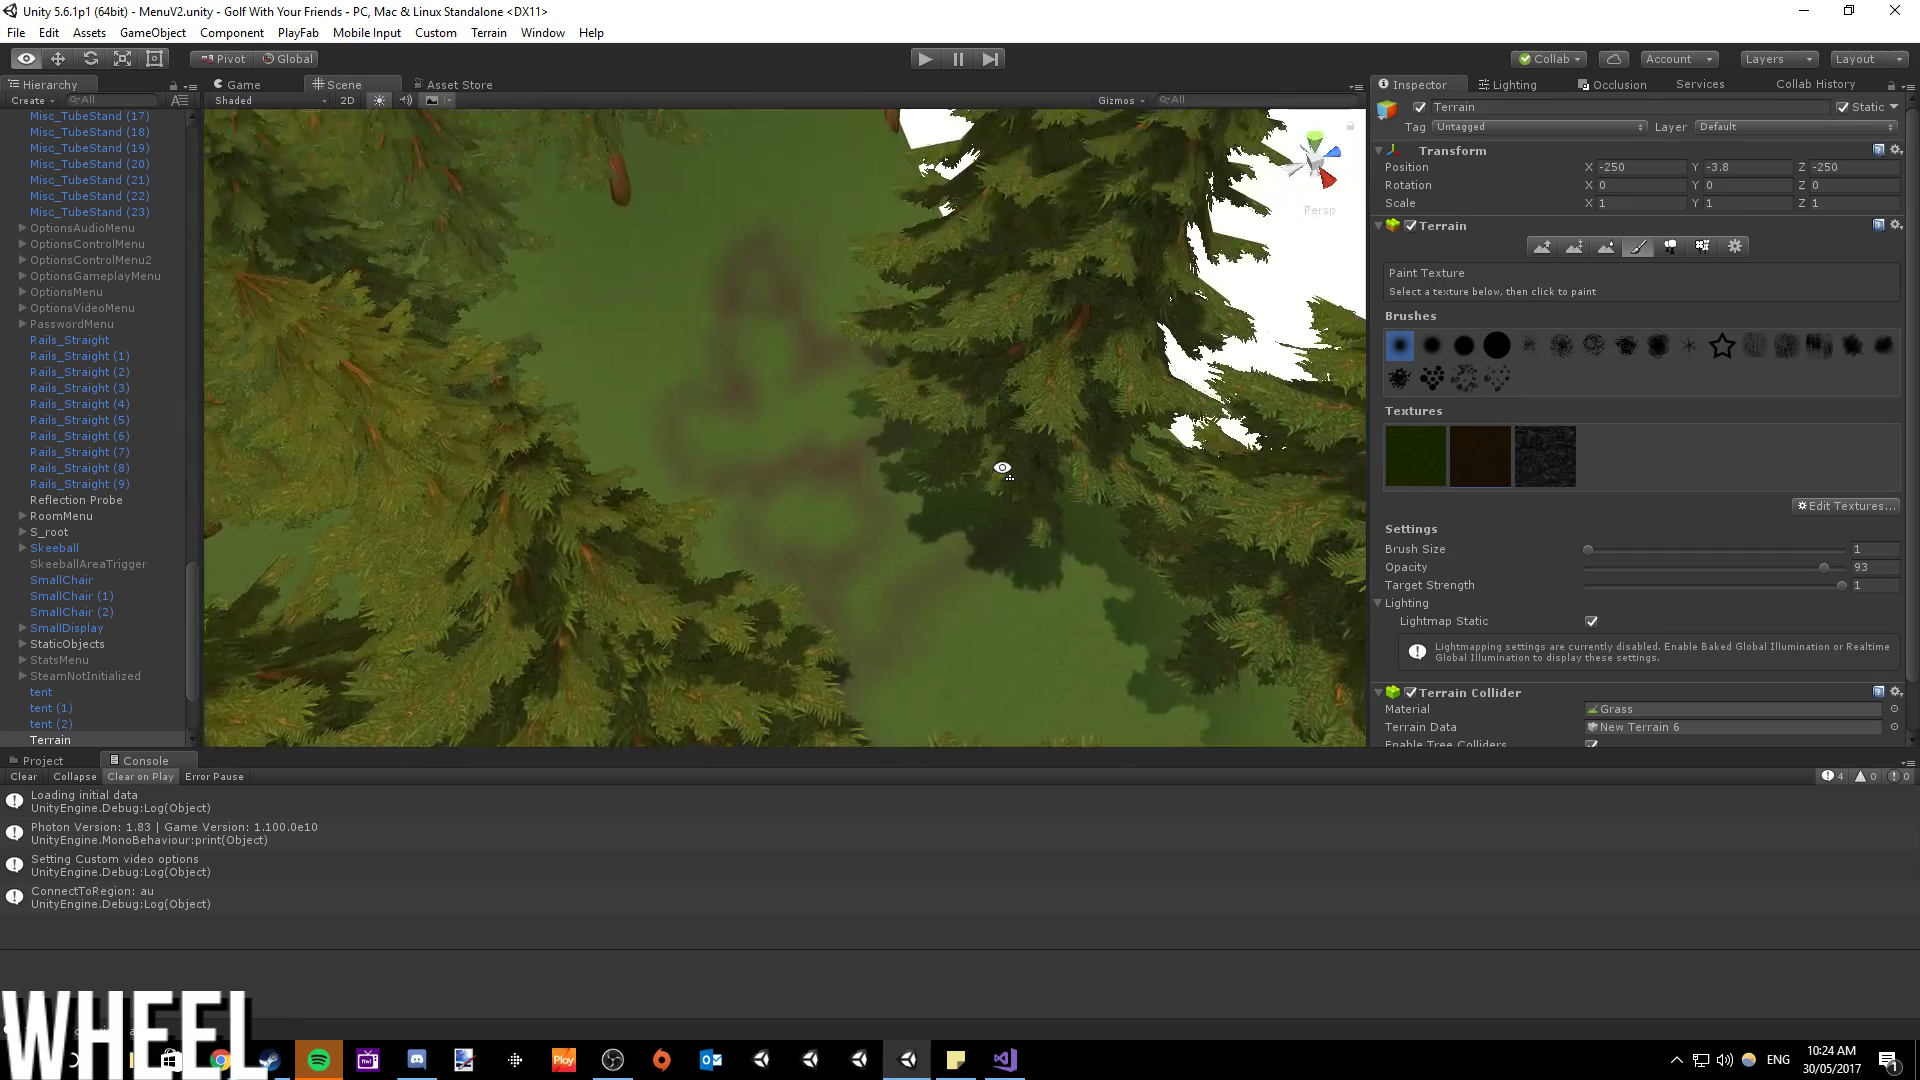 Unity 5.6.1p1 (64bit) - MenuV2.unity - Golf With Your Friends - PC, Mac & Linux Standalone <DX11>
File Edit Assets GameObject Component PlayFab Mobile Input Custom Terrain Window Help
Pivot Global Collab Account Layers Layout
Hierarchy Game Scene Asset Store Inspector Lighting Occlusion Services Collab History
Create All Shaded 2D Gizmos All
Misc_TubeStand (17)
Misc_TubeStand (18)
Misc_TubeStand (19)
Misc_TubeStand (20)
Misc_TubeStand (21)
Misc_TubeStand (22)
Misc_TubeStand (23)
OptionsAudioMenu
OptionsControlMenu
OptionsControlMenu2
OptionsGameplayMenu
OptionsMenu
OptionsVideoMenu
PasswordMenu
Rails_Straight
Rails_Straight (1)
Rails_Straight (2)
Rails_Straight (3)
Rails_Straight (4)
Rails_Straight (5)
Rails_Straight (6)
Rails_Straight (7)
Rails_Straight (8)
Rails_Straight (9)
Reflection Probe
RoomMenu
S_root
Skeeball
SkeeballAreaTrigger
SmallChair
SmallChair (1)
SmallChair (2)
SmallDisplay
StaticObjects
StatsMenu
SteamNotInitialized
tent
tent (1)
tent (2)
Terrain
Persp
Terrain Static
Tag Untagged Layer Default
Transform
Position X -250 Y -3.8 Z -250
Rotation X 0 Y 0 Z 0
Scale X 1 Y 1 Z 1
Terrain
Paint Texture
Select a texture below, then click to paint
Brushes
Textures
Edit Textures...
Settings
Brush Size 1
Opacity 93
Target Strength 1
Lighting
Lightmap Static
Lightmapping settings are currently disabled. Enable Baked Global Illumination or Realtime
Global Illumination to display these settings.
Terrain Collider
Material Grass
Terrain Data New Terrain 6
Enable Tree Colliders
Project Console
Clear Collapse Clear on Play Error Pause 4 0 0
Loading initial data
UnityEngine.Debug:Log(Object)
Photon Version: 1.83 | Game Version: 1.100.0e10
UnityEngine.MonoBehaviour:print(Object)
Setting Custom video options
UnityEngine.Debug:Log(Object)
ConnectToRegion: au
UnityEngine.Debug:Log(Object)
WHEEL
Play
ENG
10:24 AM
30/05/2017
1